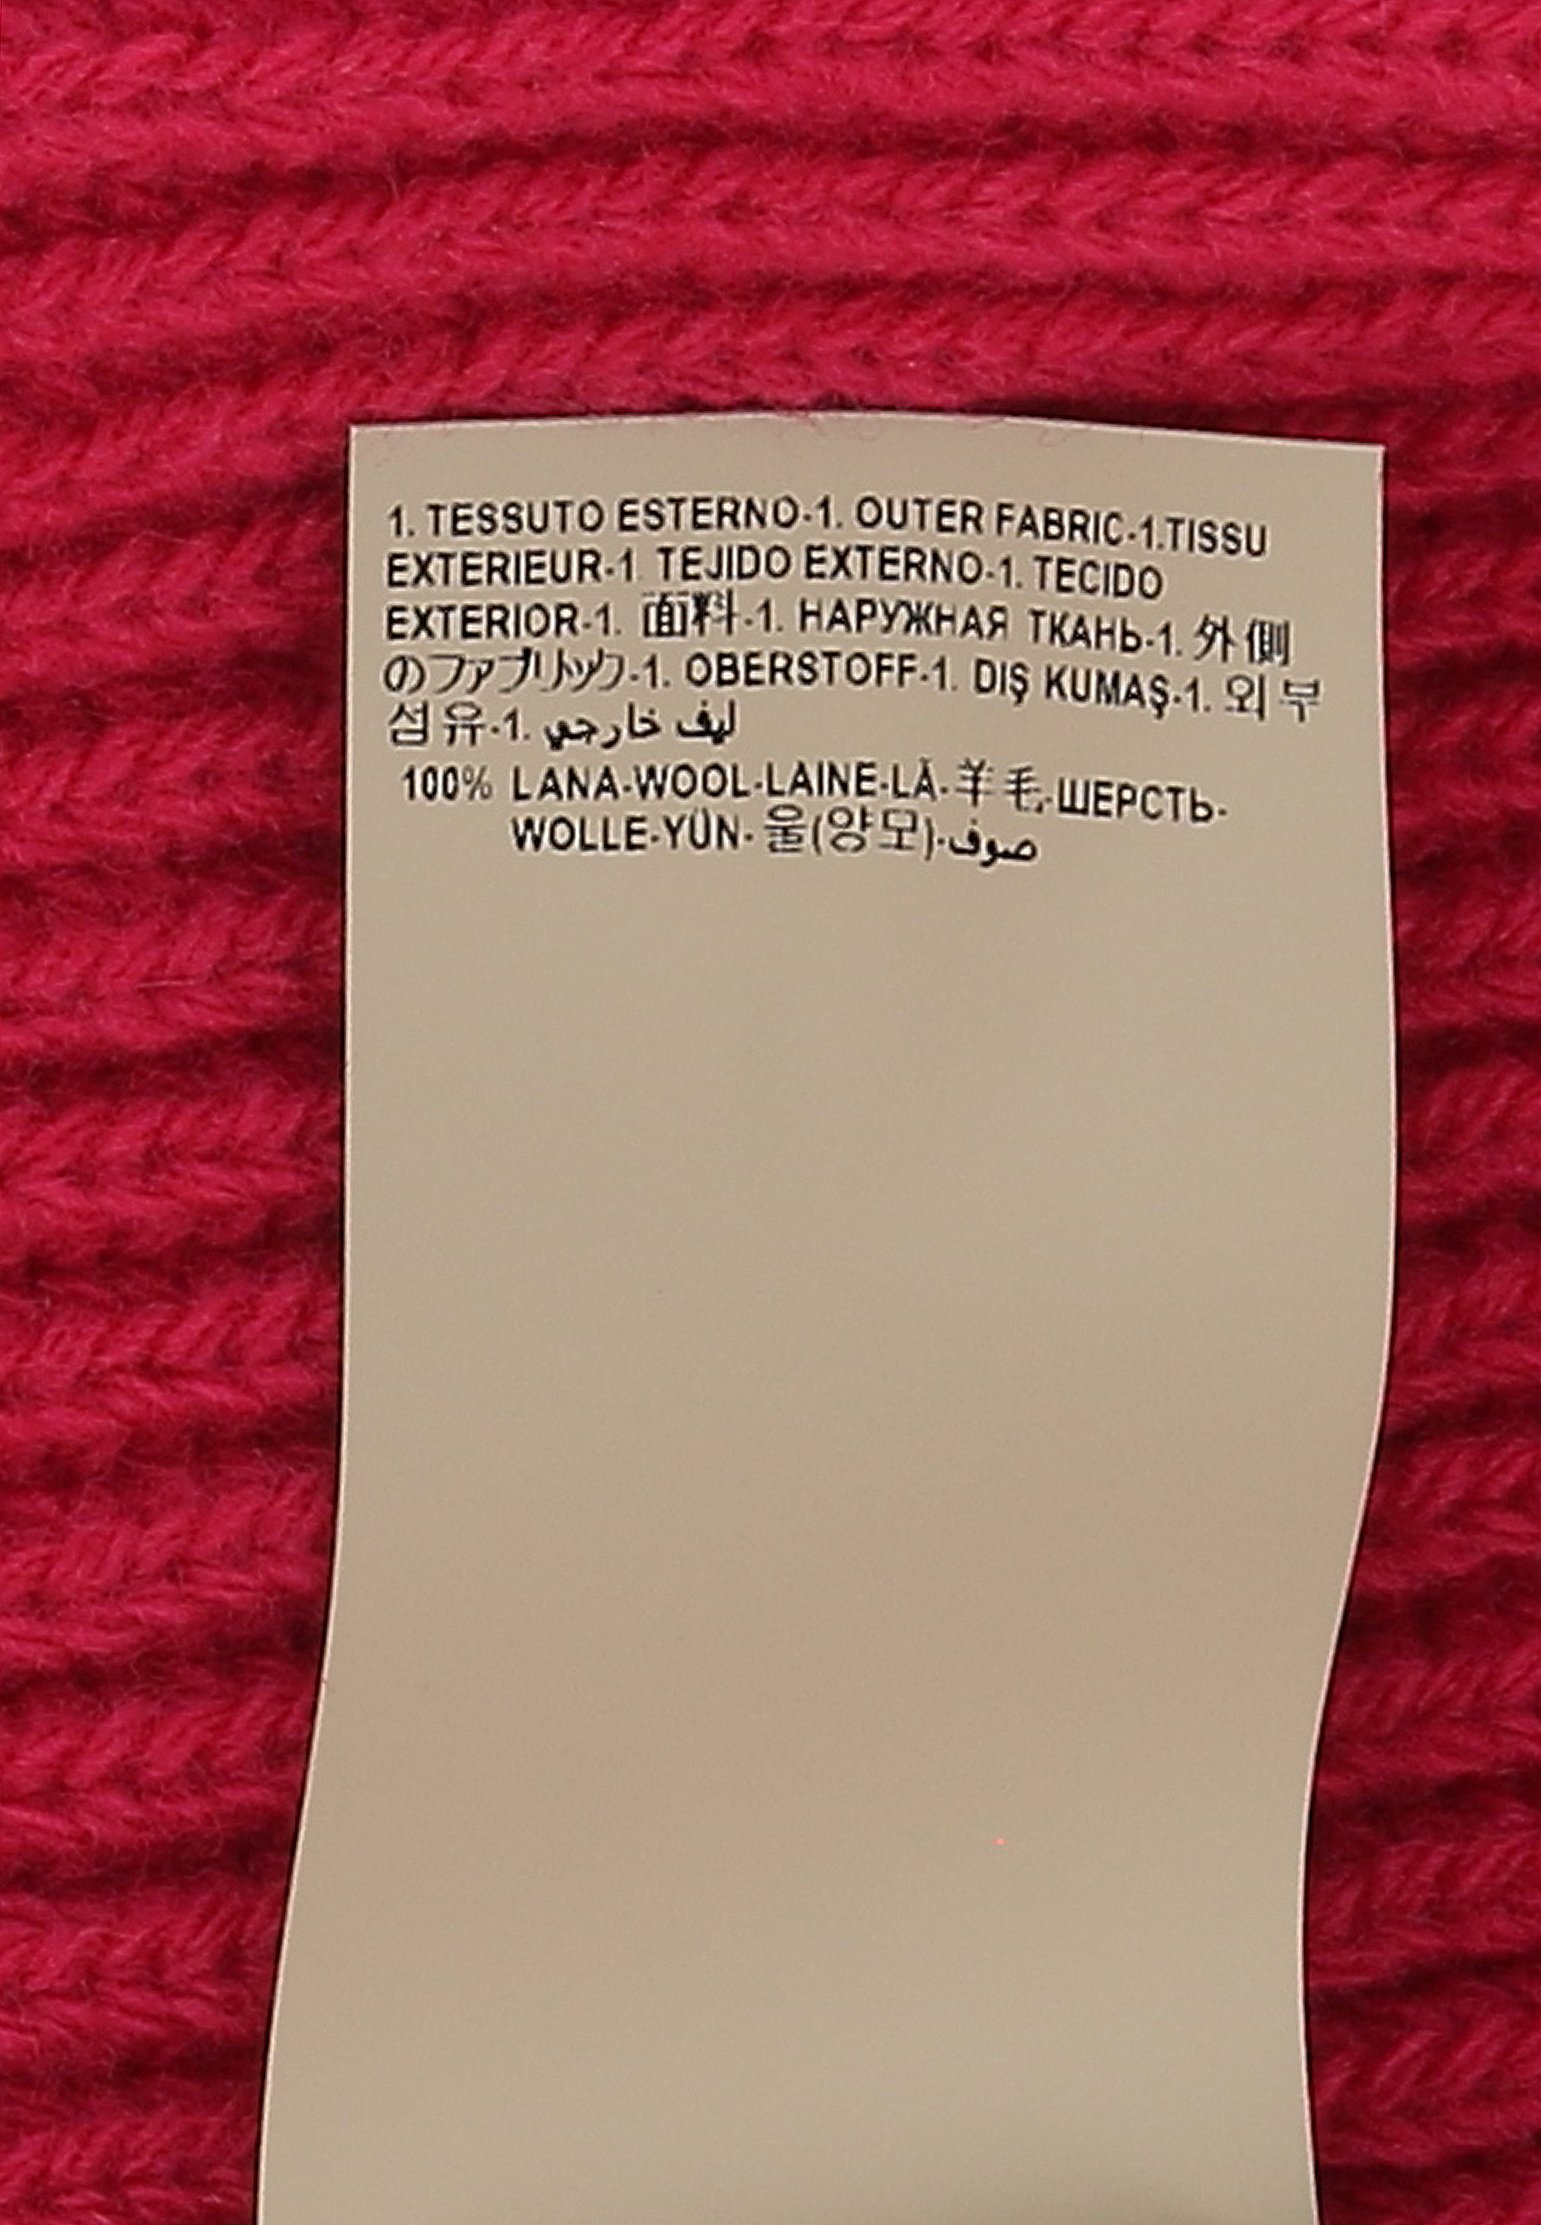 1. TESSUTO ESTERNO-1. OUTER FABRIC-1.TISSU
EXTERIEUR-1. TEJIDO EXTERNO-1. TECIDO
EXTERIOR-1. 面料-1. НАРУЖНАЯ ТКАНЬ-1. 外側
のファブリック-1. OBERSTOFF-1. DIŞ KUMAŞ-1. 외부
섬유-1. ليف خارجي
100% LANA-WOOL-LAINE-LÃ-羊毛-ШЕРСТЬ-
WOLLE-YÜN-울(양모)-صوف